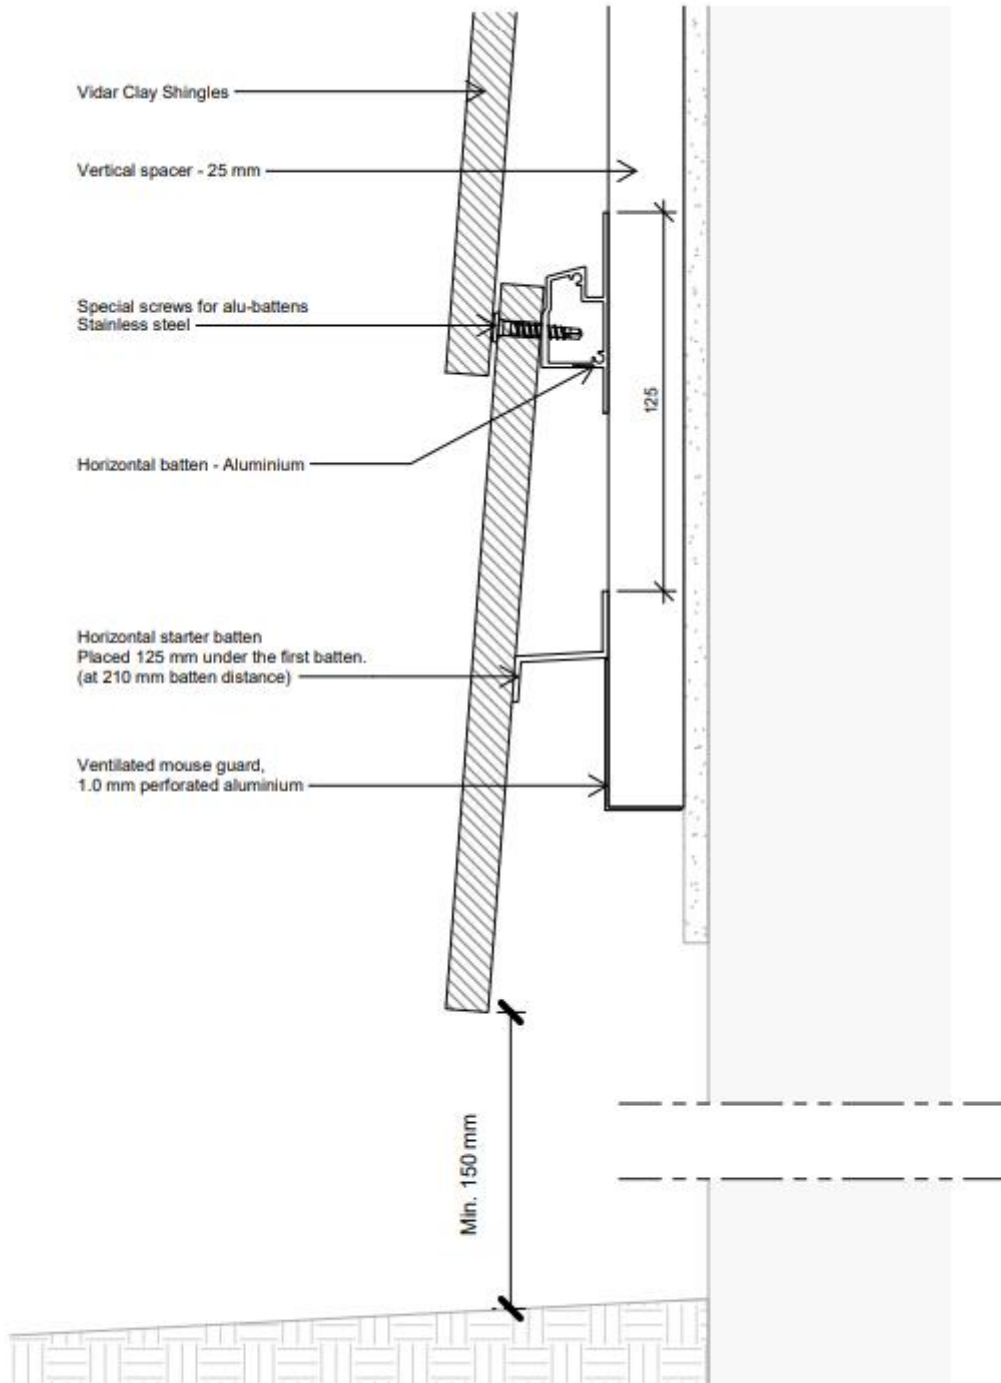 Vidar Clay Shingles
Vertical spacer - 25 mm
Special screws for alu-battens
Stainless steel
125
Horizontal batten - Aluminium
Horizontal starter batten
Placed 125 mm under the first batten.
(at 210 mm batten distance)
Ventilated mouse guard,
1.0 mm perforated aluminium
Min. 150 mm